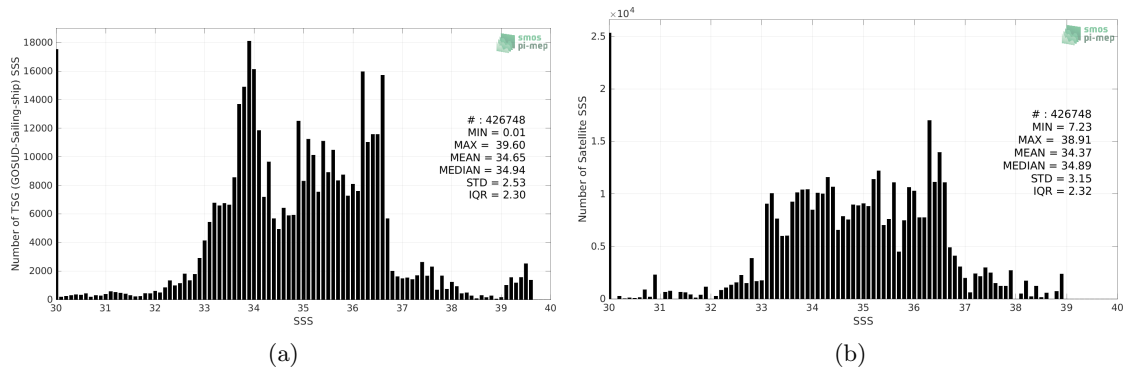 smos
pi-mep
Number of TSG (GOSUD-Sailing-ship) SSS
18000
16000
14000
12000
10000
8000
6000
4000
2000
0
# : 426748
MIN = 0.01
MAX = 39.60
MEAN = 34.65
MEDIAN = 34.94
STD = 2.53
IQR = 2.30
30 31 32 33 34 35 36 37 38 39 40
SSS
(a)
×10⁴
smos
pi-mep
Number of Satellite SSS
2.5
2
1.5
1
0.5
0
# : 426748
MIN = 7.23
MAX = 38.91
MEAN = 34.37
MEDIAN = 34.89
STD = 3.15
IQR = 2.32
30 31 32 33 34 35 36 37 38 39 40
SSS
(b)